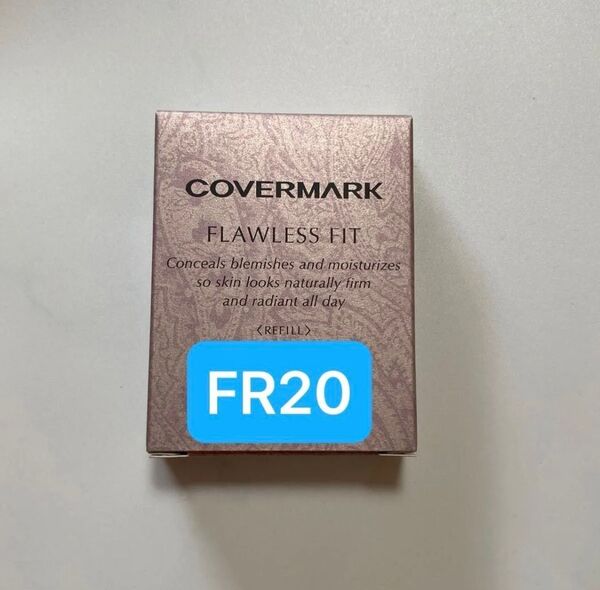 COVERMARK
FLAWLESS FIT
Conceals blemishes and moisturizes
so skin looks naturally firm
and radiant all day
<REFILL>
FR20